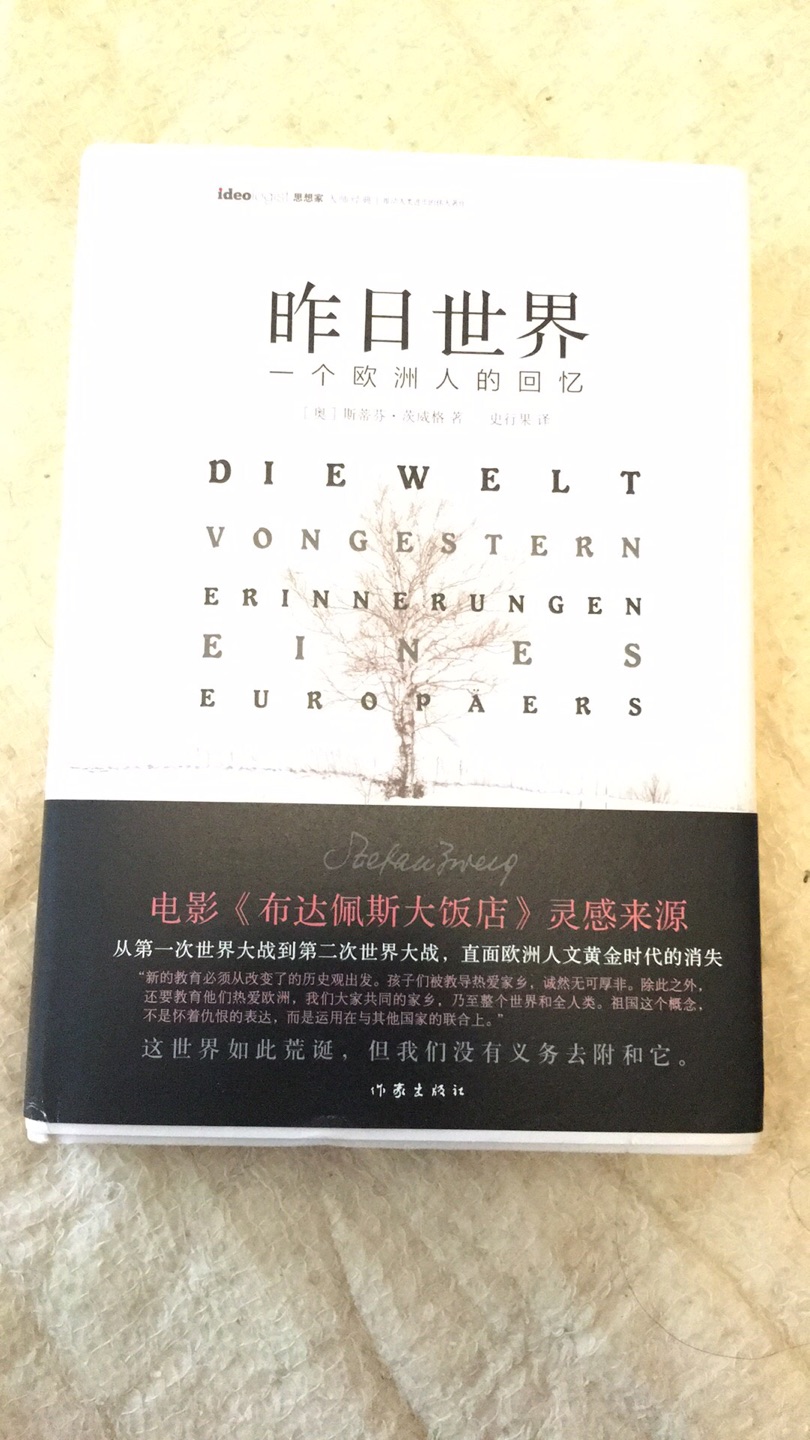 ideo 思想家
昨日世界
一个欧洲人的回忆
[奥]斯蒂芬·茨威格 著 史行果 译
DIE WELT
VON GESTERN
ERINNERUNGEN
EINES
EUROPÄERS
Stefan Zweig
电影《布达佩斯大饭店》灵感来源
从第一次世界大战到第二次世界大战，直面欧洲人文黄金时代的消失
“新的教育必须从改变了的历史观出发。孩子们被教导热爱家乡，诚然无可厚非。除此之外，
还要教育他们热爱欧洲，我们大家共同的家乡，乃至整个世界和全人类。祖国这个概念，
不是怀着仇恨的表达，而是运用在与其他国家的联合上。”
这世界如此荒诞，但我们没有义务去附和它。
作家出版社